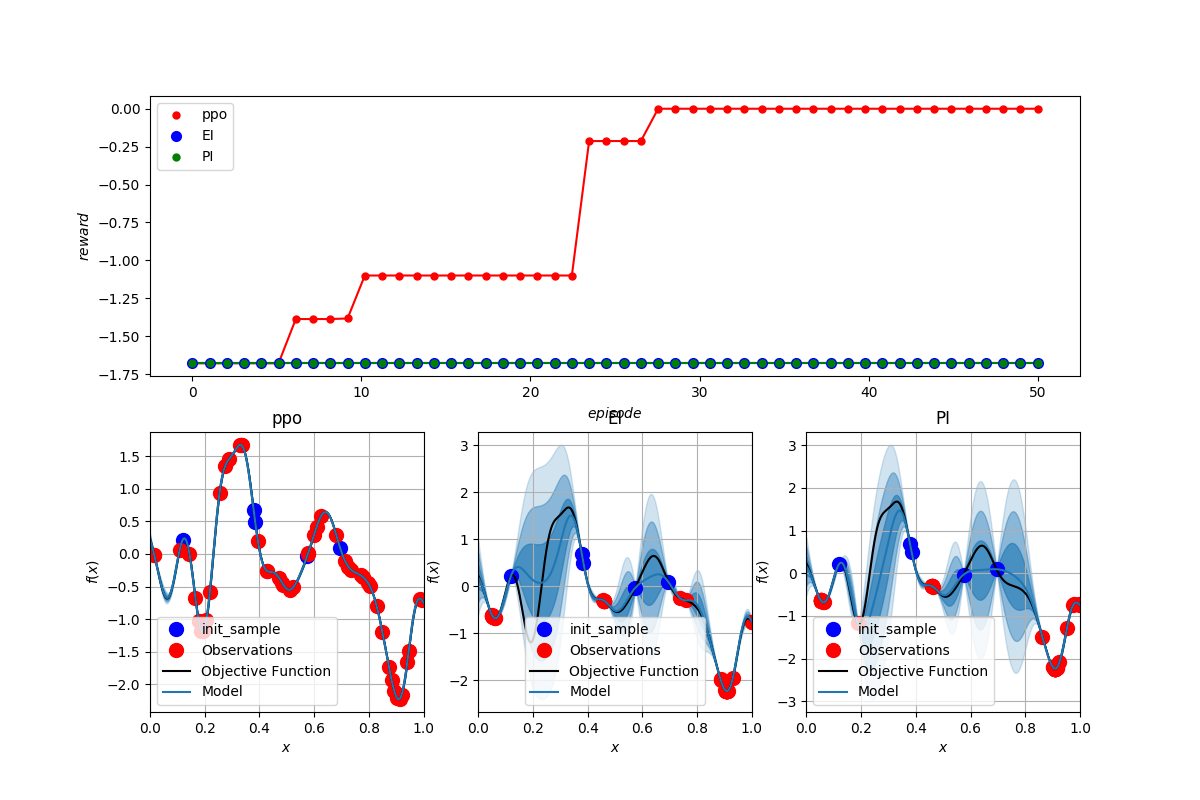 0.00
−0.25
−0.50
−0.75
−1.00
−1.25
−1.50
−1.75
reward
ppo
EI
PI
0 10 20 30 40 50
episode
ppo
1.5
1.0
0.5
0.0
−0.5
−1.0
−1.5
−2.0
f(x)
init_sample
Observations
Objective Function
Model
0.0 0.2 0.4 0.6 0.8 1.0
x
EI
3
2
1
0
−1
−2
f(x)
init_sample
Observations
Objective Function
Model
0.0 0.2 0.4 0.6 0.8 1.0
x
PI
3
2
1
0
−1
−2
−3
f(x)
init_sample
Observations
Objective Function
Model
0.0 0.2 0.4 0.6 0.8 1.0
x